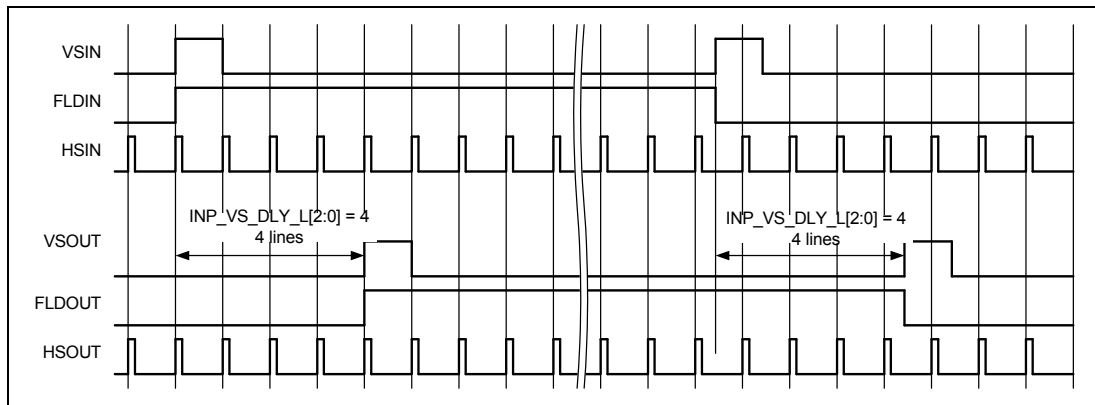 VSIN
FLDIN
HSIN
INP_VS_DLY_L[2:0] = 4
4 lines
INP_VS_DLY_L[2:0] = 4
4 lines
VSOUT
FLDOUT
HSOUT